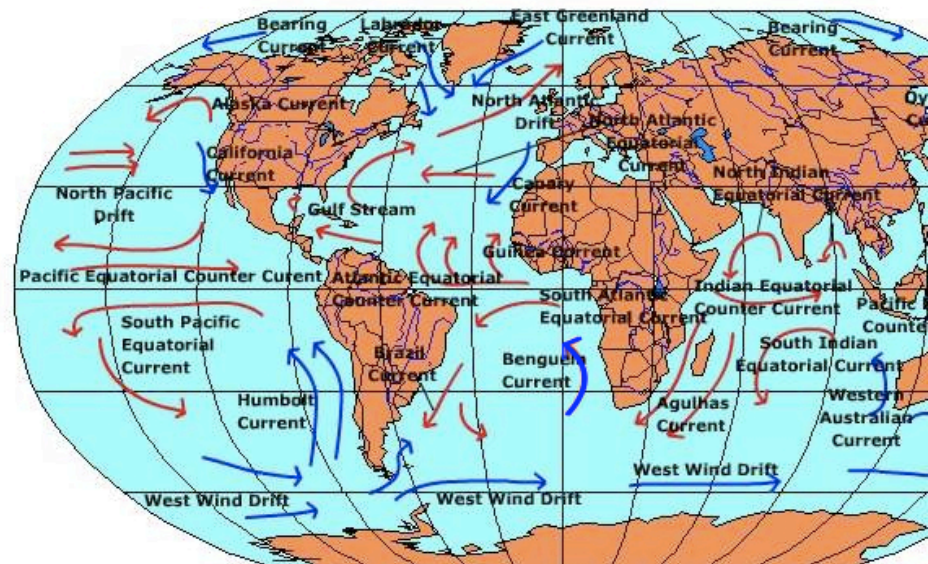 Bearing
Current
Labrador
Current
East Greenland
Current
Bearing
Current
Alaska Current
North Atlantic
Drift
North Atlantic
Equatorial
Current
California
Current
North Pacific
Drift
Gulf Stream
Canary
Current
North Indian
Equatorial Current
Guinea Current
Pacific Equatorial Counter Curent
Atlantic Equatorial
Counter Current
South Atlantic
Equatorial Current
Indian Equatorial
Counter Current
Pacific
Counte
South Pacific
Equatorial
Current
Brazil
Current
Benguela
Current
South Indian
Equatorial Current
Humbolt
Current
Agulhas
Current
Western
Australian
Current
West Wind Drift
West Wind Drift
West Wind Drift